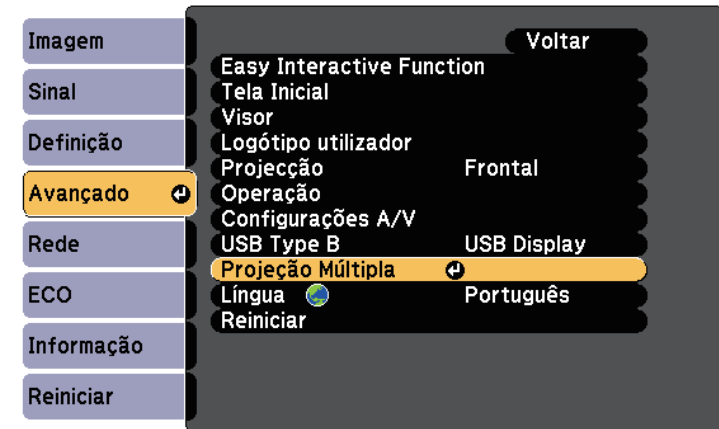 Imagem
Sinal
Definição
Avançado
Rede
ECO
Informação
Reiniciar
Voltar
Easy Interactive Function
Tela Inicial
Visor
Logótipo utilizador
Projecção Frontal
Operação
Configurações A/V
USB Type B USB Display
Projeção Múltipla
Língua Português
Reiniciar